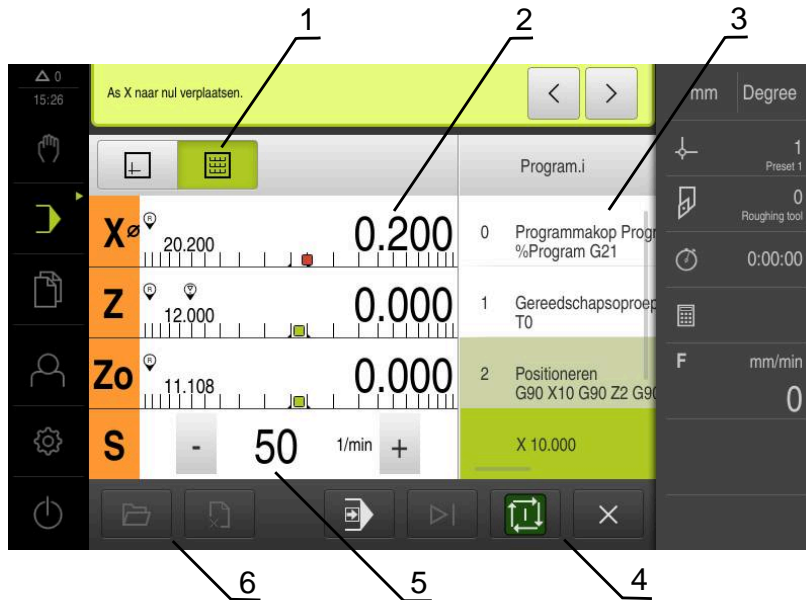 1
2
3
0
15:26
As X naar nul verplaatsen.
mm
Degree
1
Preset 1
0
Roughing tool
0:00:00
F
mm/min
0
Program.i
X⌀
R
20.200
0.200
Z
R
12.000
0.000
Zo
R
11.108
0.000
S
-
50
1/min
+
0
Programmakop Progr
%Program G21
1
Gereedschapsoproep
T0
2
Positioneren
G90 X10 G90 Z2 G90
X 10.000
6
5
4